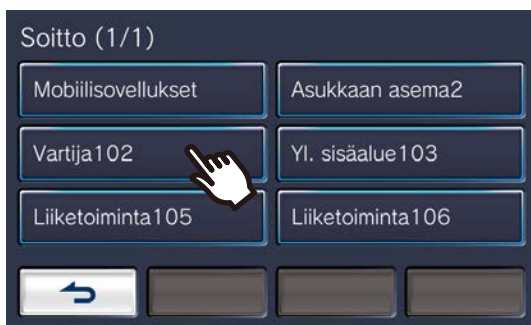 Soitto (1/1)
Mobiilisovellukset
Asukkaan asema2
Vartija102
Yl. sisäalue103
Liiketoiminta105
Liiketoiminta106